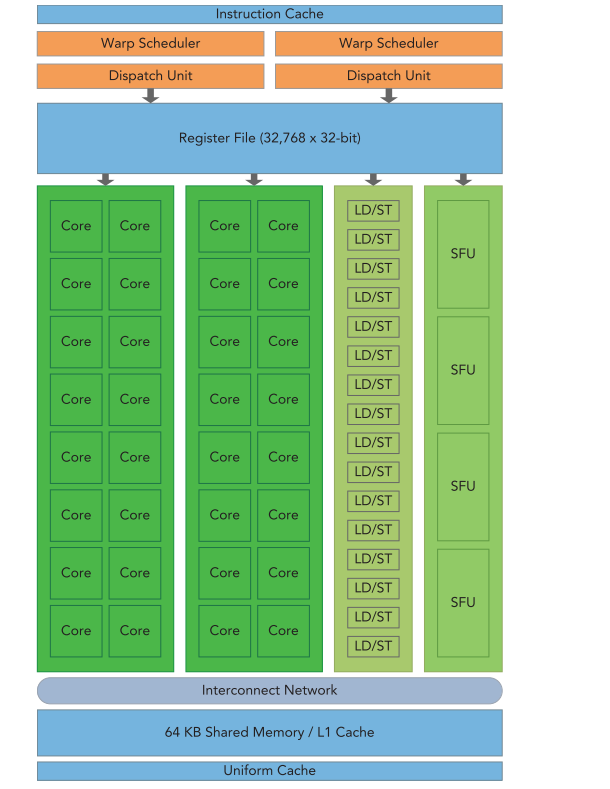 Instruction Cache
Warp Scheduler Warp Scheduler
Dispatch Unit Dispatch Unit
Register File (32,768 x 32-bit)
Core Core Core Core LD/ST SFU
LD/ST
Core Core Core Core LD/ST
LD/ST
Core Core Core Core LD/ST SFU
LD/ST
Core Core Core Core LD/ST
LD/ST
Core Core Core Core LD/ST SFU
LD/ST
Core Core Core Core LD/ST
LD/ST
Core Core Core Core LD/ST SFU
LD/ST
Core Core Core Core LD/ST
LD/ST
Interconnect Network
64 KB Shared Memory / L1 Cache
Uniform Cache